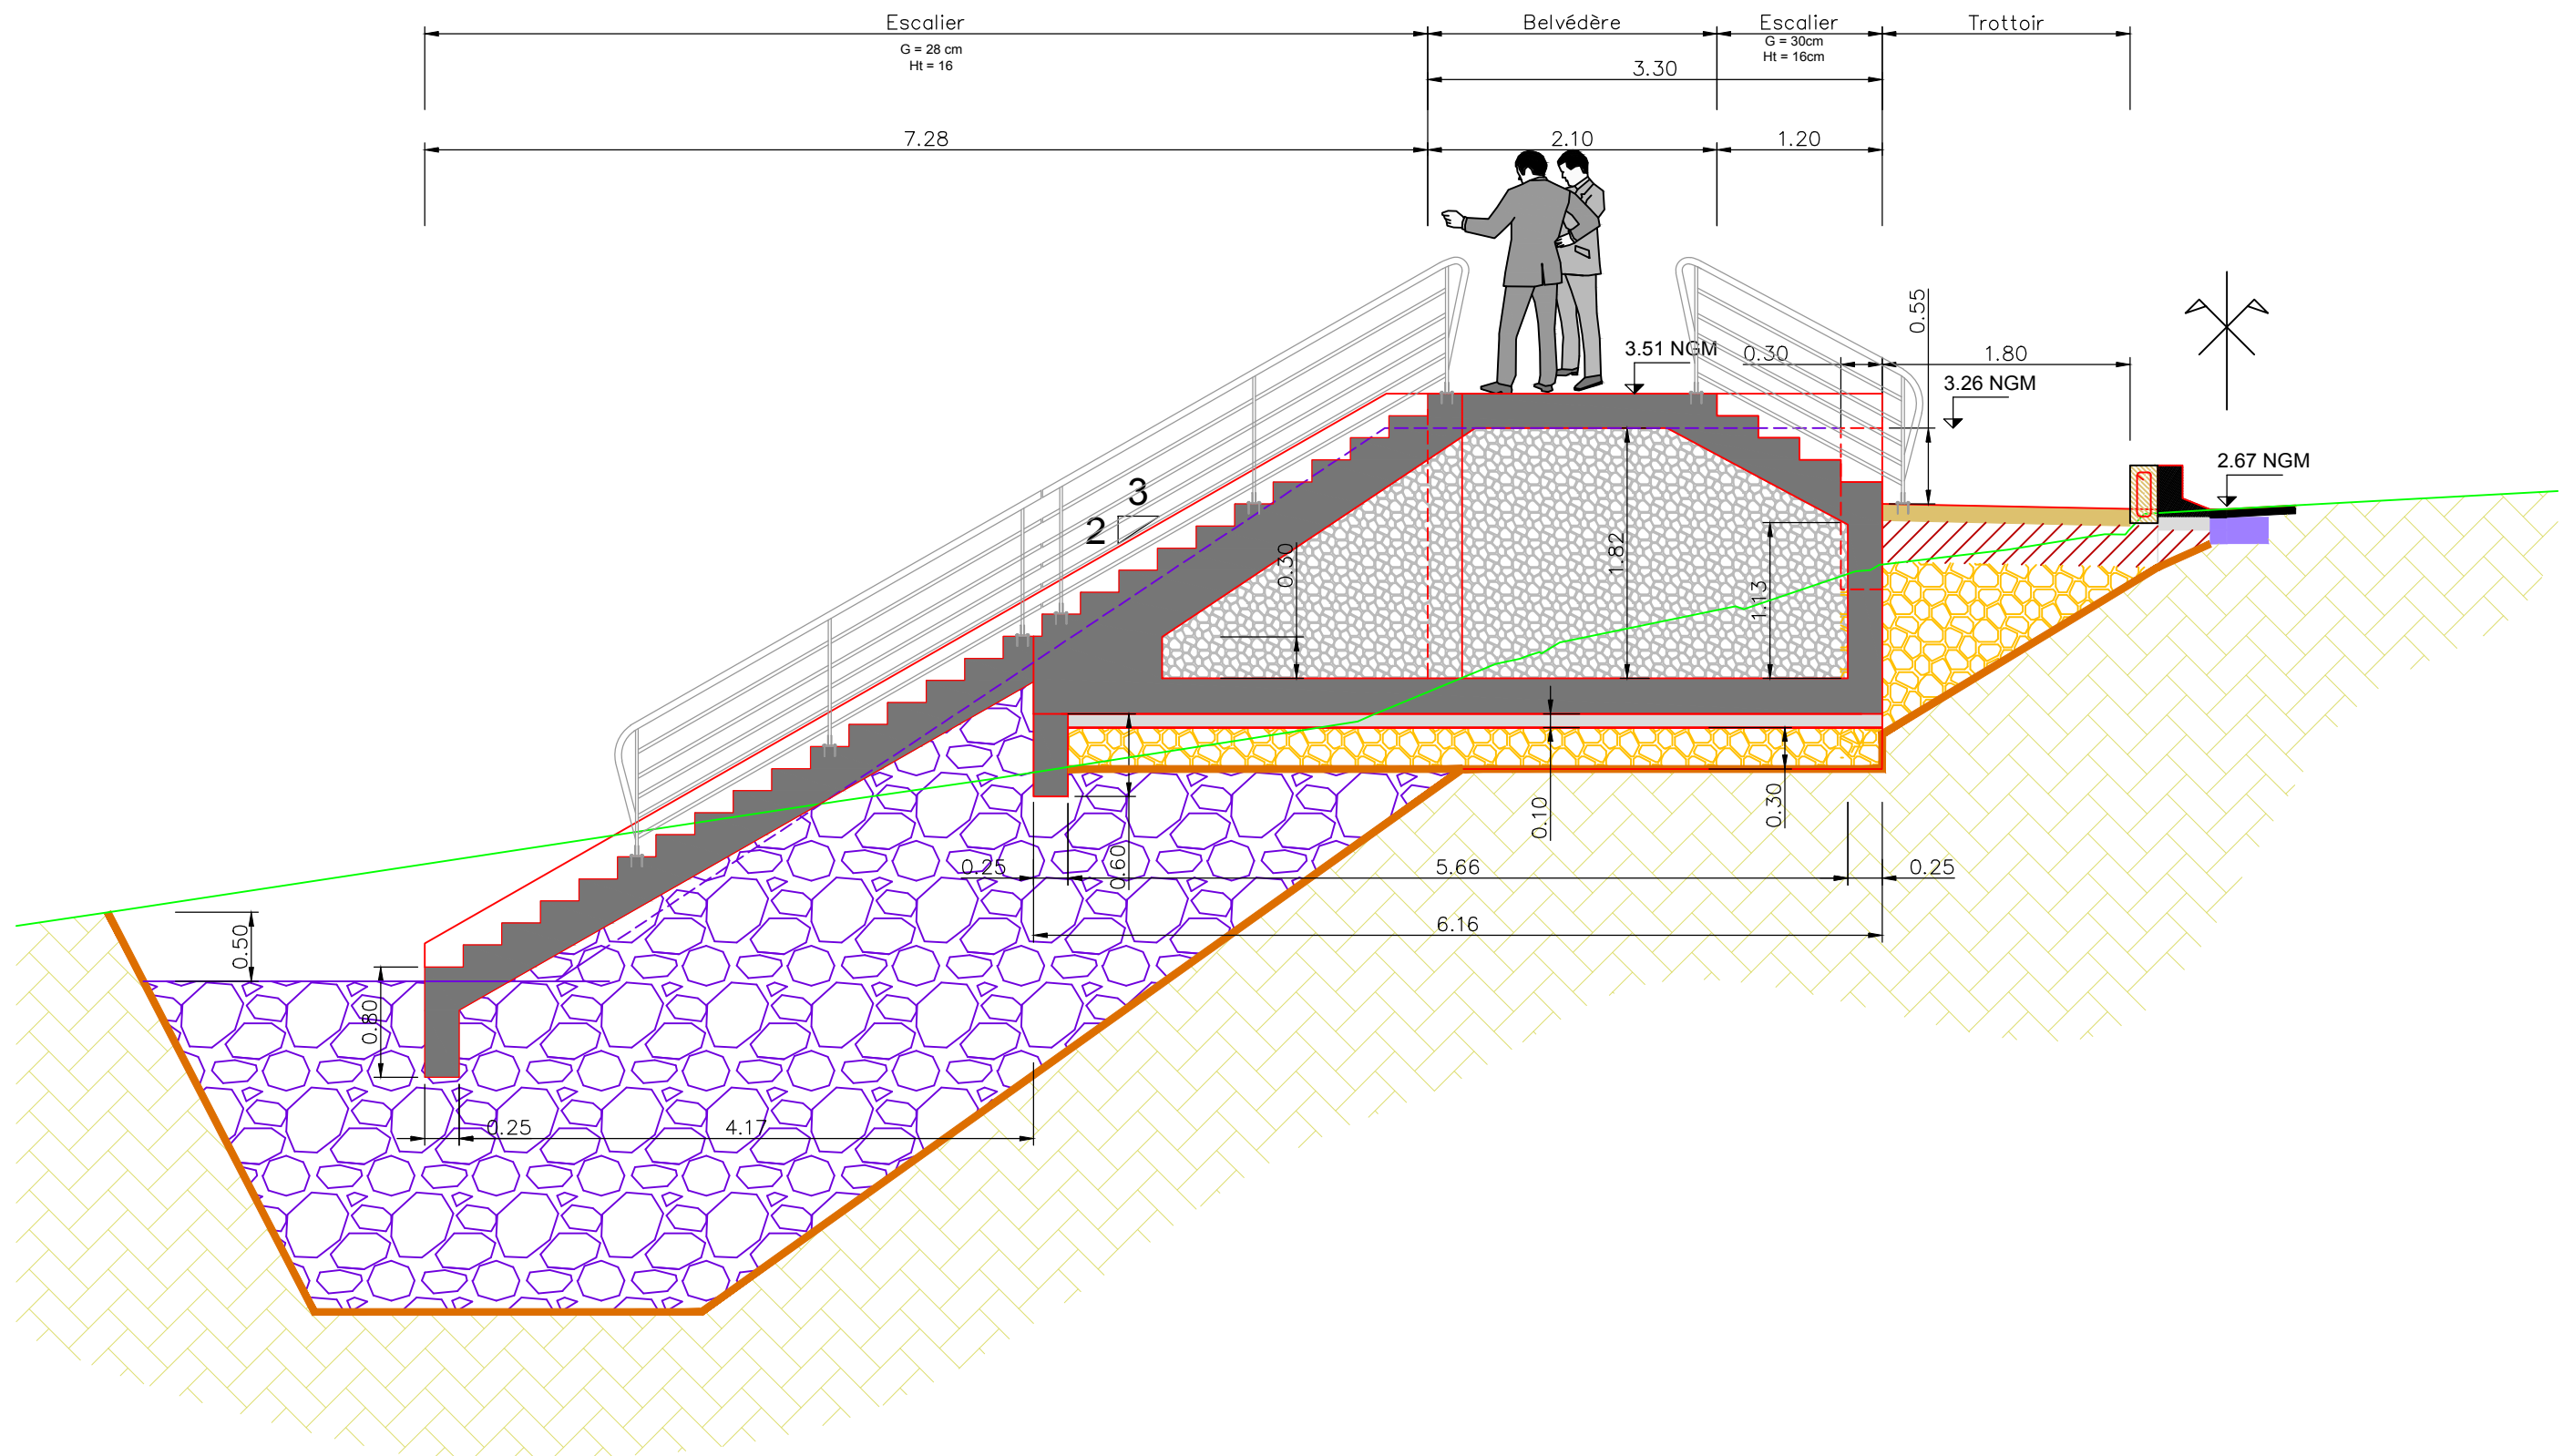 Escalier
G = 28 cm
Ht = 16
Belvédère
Escalier
G = 30cm
Ht = 16cm
Trottoir
3.30
7.28
2.10
1.20
0.55
3.51 NGM
0.30
1.80
3.26 NGM
2.67 NGM
3
2
0.30
1.82
1.13
0.10
0.30
0.60
0.25
5.66
0.25
6.16
0.50
0.80
0.25
4.17